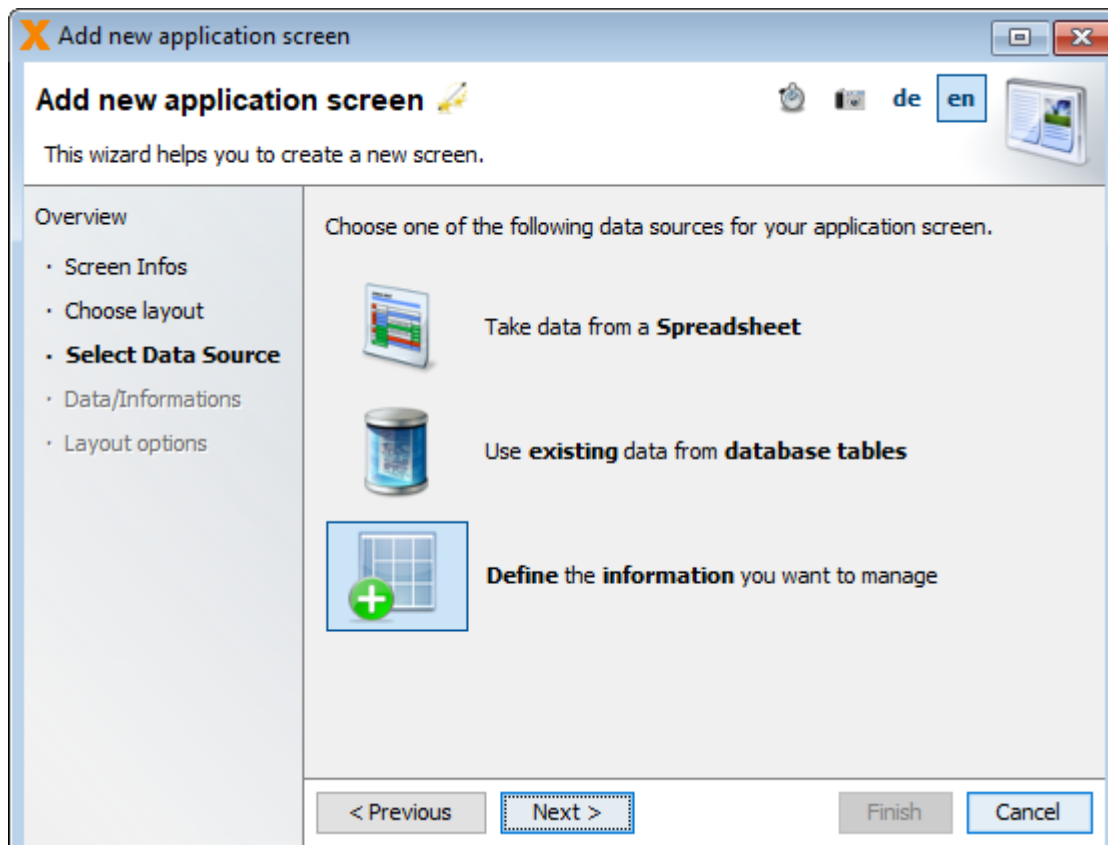 Add new application screen
Add new application screen
de
en
This wizard helps you to create a new screen.
Overview
· Screen Infos
· Choose layout
· Select Data Source
· Data/Informations
· Layout options
Choose one of the following data sources for your application screen.
Take data from a Spreadsheet
Use existing data from database tables
Define the information you want to manage
< Previous
Next >
Finish
Cancel